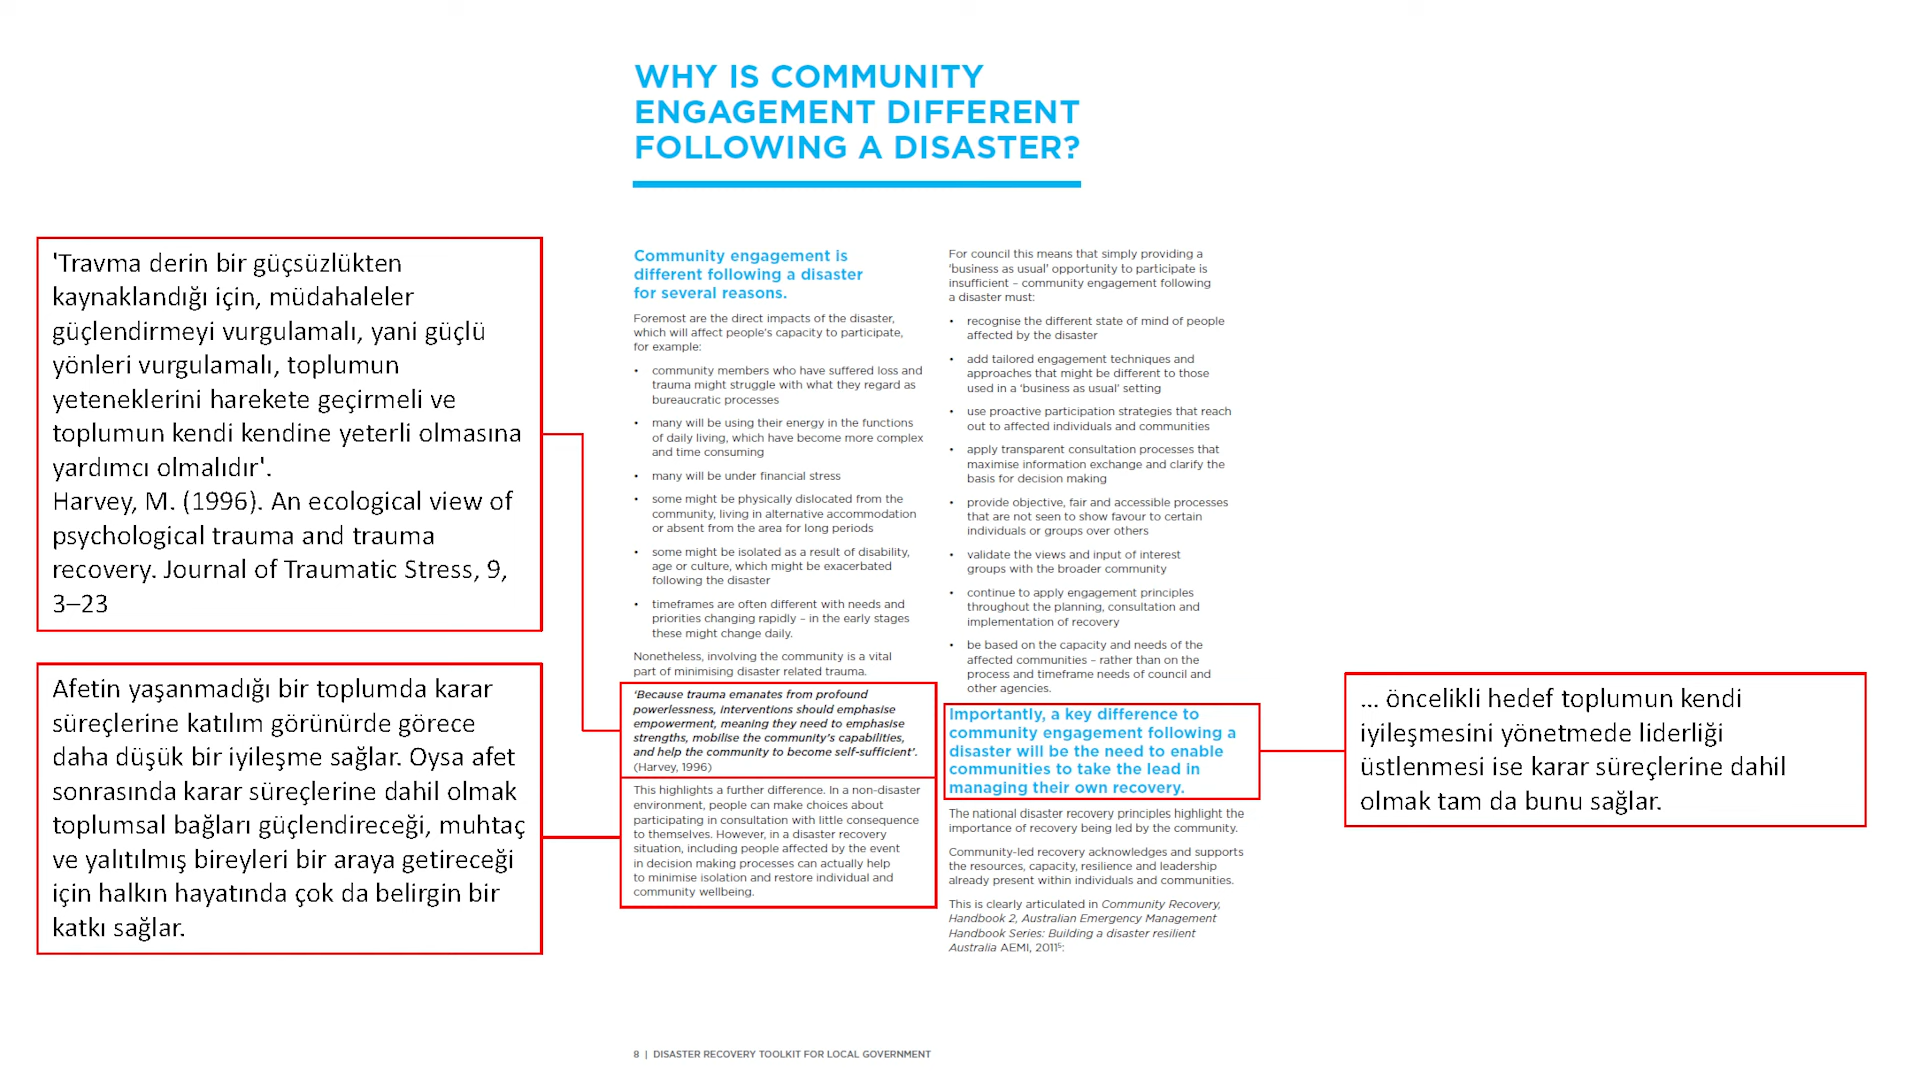 WHY IS COMMUNITY
ENGAGEMENT DIFFERENT
FOLLOWING A DISASTER?
'Travma derin bir güçsüzlükten
kaynaklandığı için, müdahaleler
güçlendirmeyi vurgulamalı, yani güçlü
yönleri vurgulamalı, toplumun
yeteneklerini harekete geçirmeli ve
toplumun kendi kendine yeterli olmasına
yardımcı olmalıdır'.
Harvey, M. (1996). An ecological view of
psychological trauma and trauma
recovery. Journal of Traumatic Stress, 9,
3–23
Afetin yaşanmadığı bir toplumda karar
süreçlerine katılım görünürde görece
daha düşük bir iyileşme sağlar. Oysa afet
sonrasında karar süreçlerine dahil olmak
toplumsal bağları güçlendireceği, muhtaç
ve yalıtılmış bireyleri bir araya getireceği
için halkın hayatında çok da belirgin bir
katkı sağlar.
Community engagement is
different following a disaster
for several reasons.
Foremost are the direct impacts of the disaster,
which will affect people's capacity to participate,
for example:
• community members who have suffered loss and
trauma might struggle with what they regard as
bureaucratic processes
• many will be using their energy in the functions
of daily living, which have become more complex
and time consuming
• many will be under financial stress
• some might be physically dislocated from the
community, living in alternative accommodation
or absent from the area for long periods
• some might be isolated as a result of disability,
age or culture, which might be exacerbated
following the disaster
• timeframes are often different with needs and
priorities changing rapidly – in the early stages
these might change daily.
Nonetheless, involving the community is a vital
part of minimising disaster related trauma.
'Because trauma emanates from profound
powerlessness, interventions should emphasise
empowerment, meaning they need to emphasise
strengths, mobilise the community's capabilities,
and help the community to become self-sufficient'.
(Harvey, 1996)
This highlights a further difference. In a non-disaster
environment, people can make choices about
participating in consultation with little consequence
to themselves. However, in a disaster recovery
situation, including people affected by the event
in decision making processes can actually help
to minimise isolation and restore individual and
community wellbeing.
For council this means that simply providing a
'business as usual' opportunity to participate is
insufficient – community engagement following
a disaster must:
• recognise the different state of mind of people
affected by the disaster
• add tailored engagement techniques and
approaches that might be different to those
used in a 'business as usual' setting
• use proactive participation strategies that reach
out to affected individuals and communities
• apply transparent consultation processes that
maximise information exchange and clarify the
basis for decision making
• provide objective, fair and accessible processes
that are not seen to show favour to certain
individuals or groups over others
• validate the views and input of interest
groups with the broader community
• continue to apply engagement principles
throughout the planning, consultation and
implementation of recovery
• be based on the capacity and needs of the
affected communities – rather than on the
process and timeframe needs of council and
other agencies.
Importantly, a key difference to
community engagement following a
disaster will be the need to enable
communities to take the lead in
managing their own recovery.
The national disaster recovery principles highlight the
importance of recovery being led by the community.
Community-led recovery acknowledges and supports
the resources, capacity, resilience and leadership
already present within individuals and communities.
This is clearly articulated in Community Recovery,
Handbook 2, Australian Emergency Management
Handbook Series: Building a disaster resilient
Australia AEMI, 2011⁵:
... öncelikli hedef toplumun kendi
iyileşmesini yönetmede liderliği
üstlenmesi ise karar süreçlerine dahil
olmak tam da bunu sağlar.
8 | DISASTER RECOVERY TOOLKIT FOR LOCAL GOVERNMENT